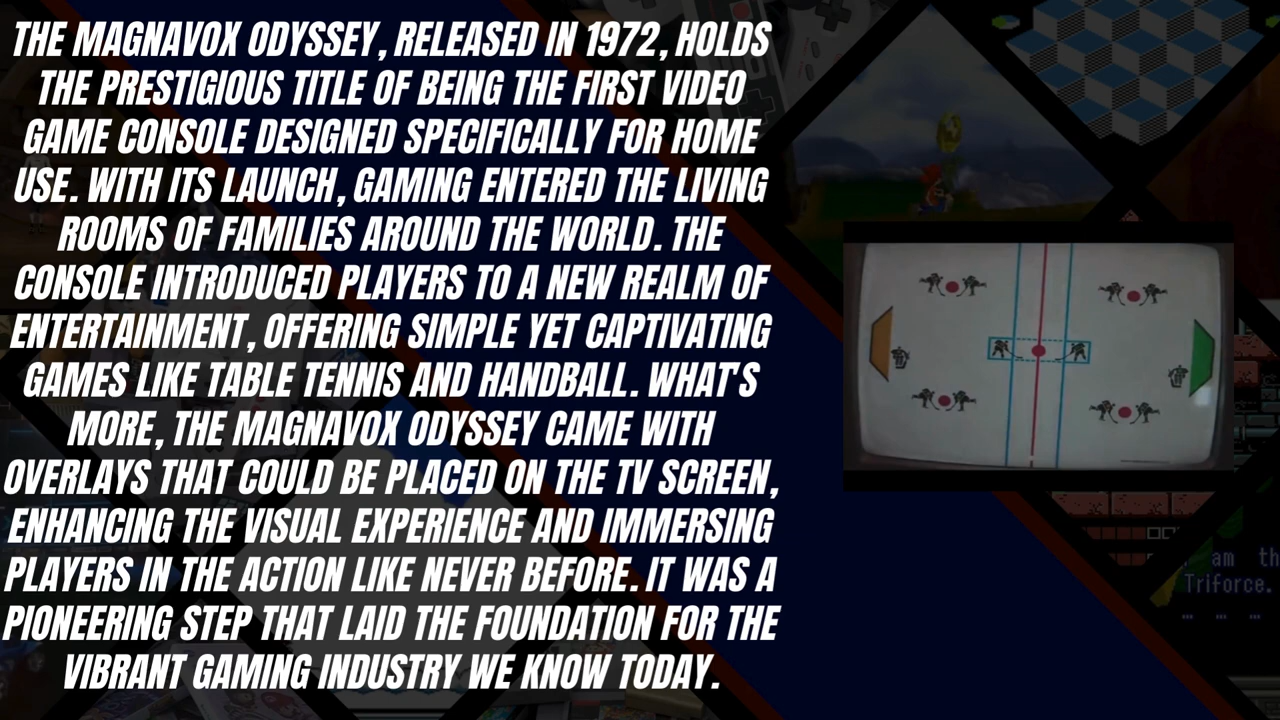 THE MAGNAVOX ODYSSEY, RELEASED IN 1972, HOLDS
THE PRESTIGIOUS TITLE OF BEING THE FIRST VIDEO
GAME CONSOLE DESIGNED SPECIFICALLY FOR HOME
USE. WITH ITS LAUNCH, GAMING ENTERED THE LIVING
ROOMS OF FAMILIES AROUND THE WORLD. THE
CONSOLE INTRODUCED PLAYERS TO A NEW REALM OF
ENTERTAINMENT, OFFERING SIMPLE YET CAPTIVATING
GAMES LIKE TABLE TENNIS AND HANDBALL. WHAT'S
MORE, THE MAGNAVOX ODYSSEY CAME WITH
OVERLAYS THAT COULD BE PLACED ON THE TV SCREEN,
ENHANCING THE VISUAL EXPERIENCE AND IMMERSING
PLAYERS IN THE ACTION LIKE NEVER BEFORE. IT WAS A
PIONEERING STEP THAT LAID THE FOUNDATION FOR THE
VIBRANT GAMING INDUSTRY WE KNOW TODAY.
am th
Triforce.